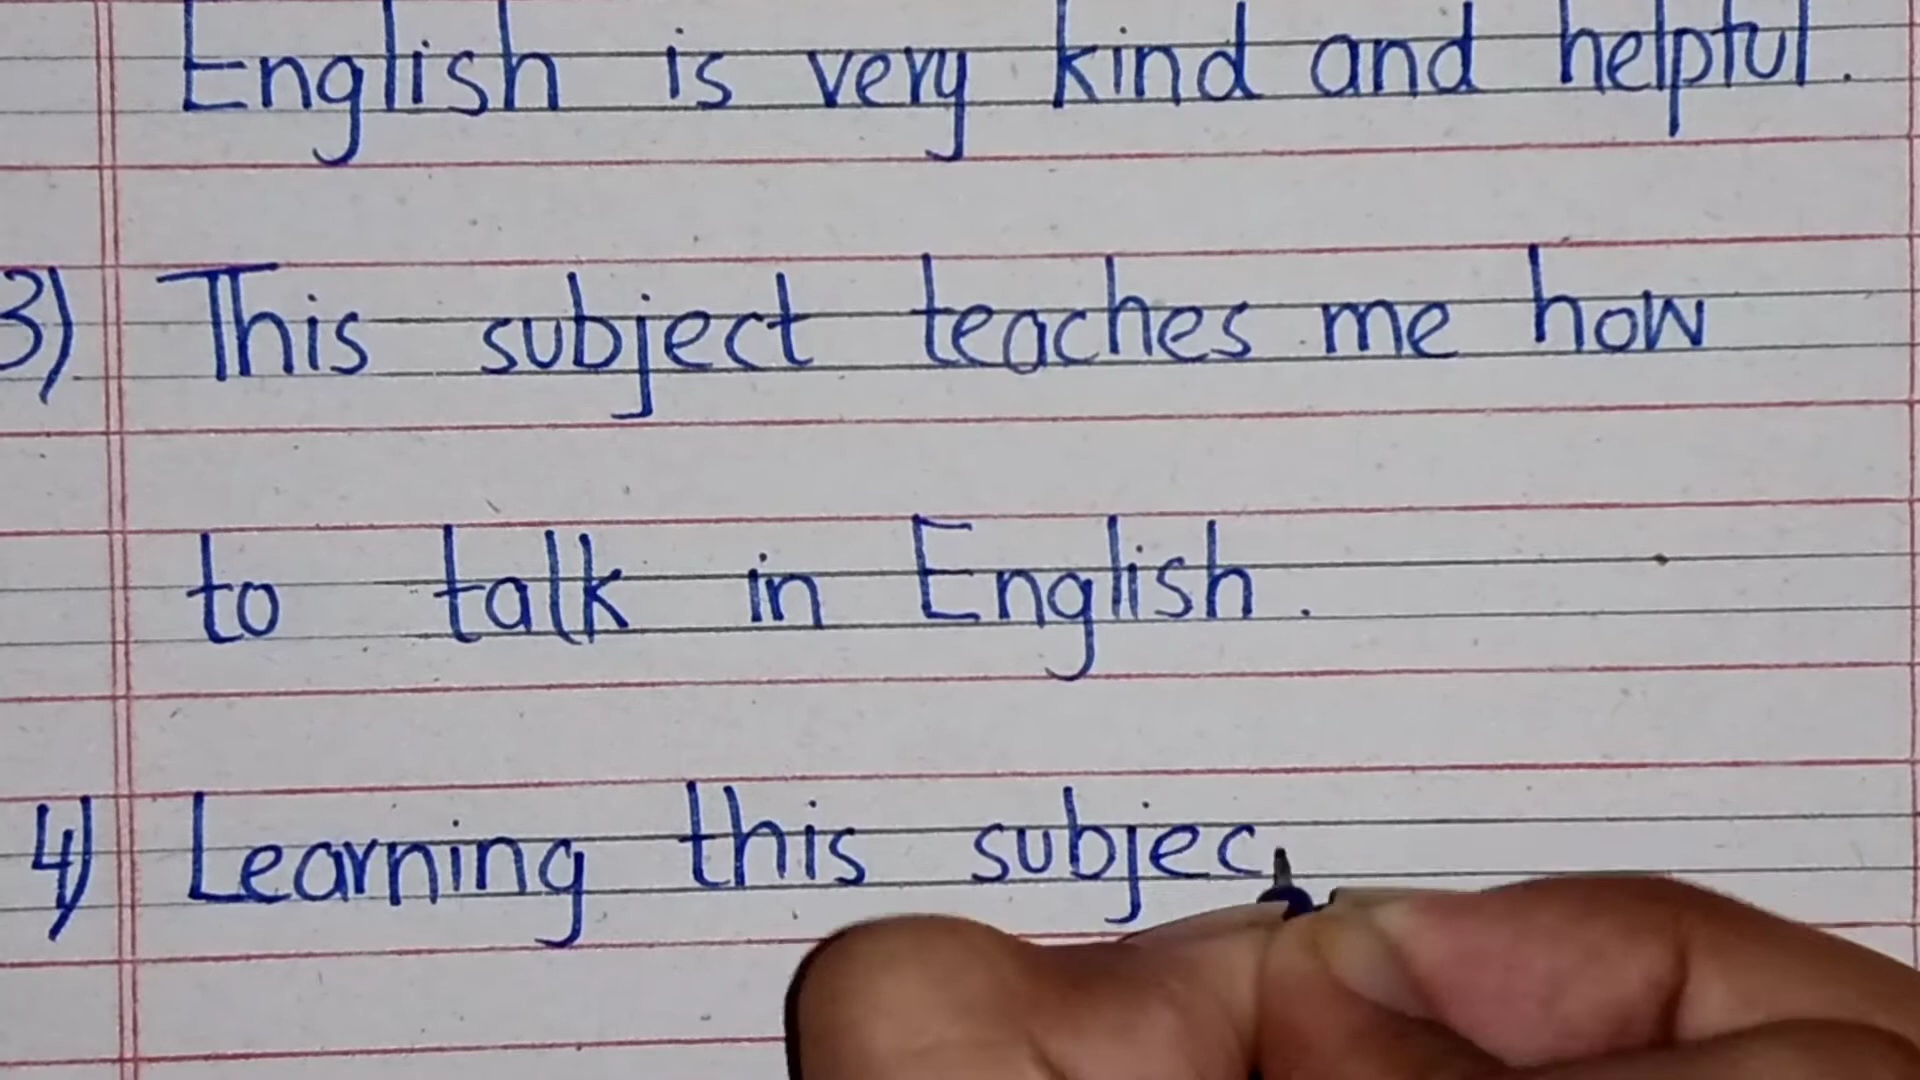 English is very kind and helpful.
3) This subject teaches me how
to talk in English.
4) Learning this subjec